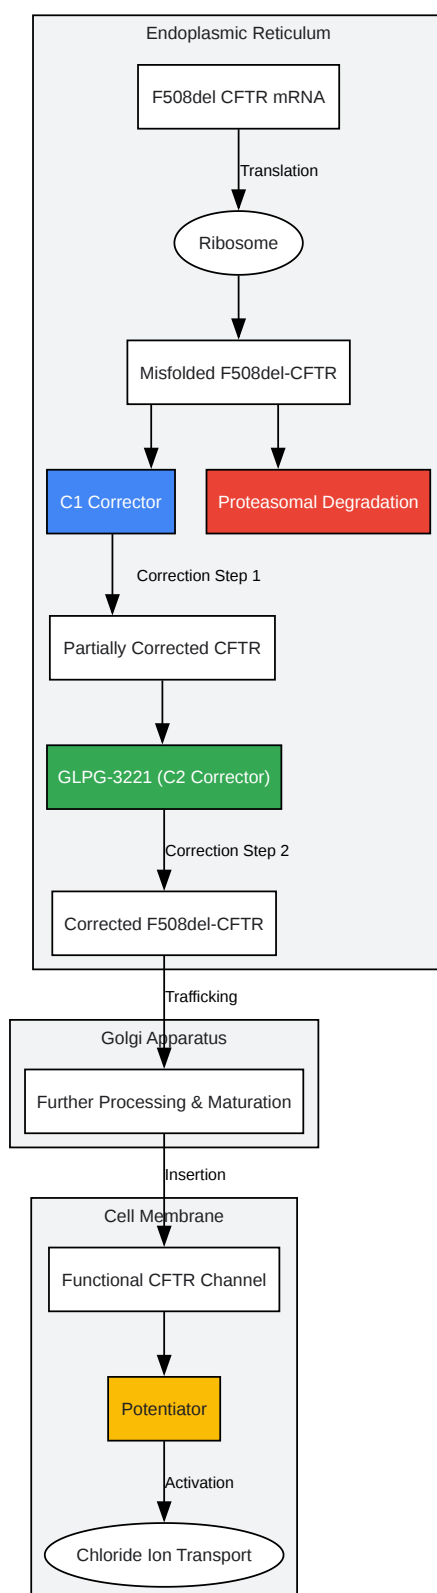 Endoplasmic Reticulum
F508del CFTR mRNA
Translation
Ribosome
Misfolded F508del-CFTR
C1 Corrector
Proteasomal Degradation
Correction Step 1
Partially Corrected CFTR
GLPG-3221 (C2 Corrector)
Correction Step 2
Corrected F508del-CFTR
Trafficking
Golgi Apparatus
Further Processing & Maturation
Insertion
Cell Membrane
Functional CFTR Channel
Potentiator
Activation
Chloride Ion Transport